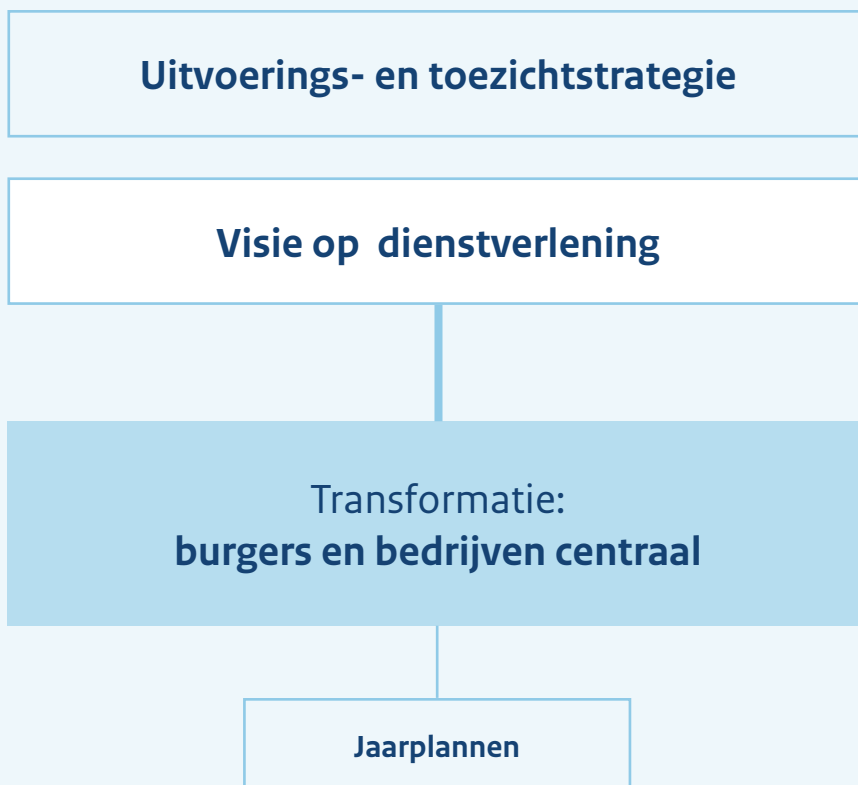 Uitvoerings- en toezichtstrategie
Visie op dienstverlening
Transformatie:
burgers en bedrijven centraal
Jaarplannen